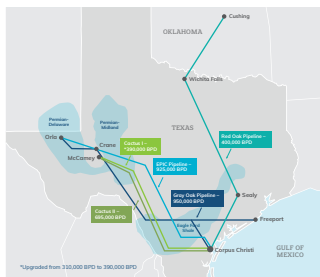 Cushing
OKLAHOMA
Wichita Falls
Permian-
Delaware
Permian-
Midland
TEXAS
Orla
Crane
McCamey
Cactus I –
*390,000 BPD
EPIC Pipeline –
925,000 BPD
Red Oak Pipeline –
400,000 BPD
Gray Oak Pipeline –
950,000 BPD
Cactus II –
685,000 BPD
Sealy
Freeport
Eagle Ford
Shale
Corpus Christi
GULF OF
MEXICO
*Upgraded from 330,000 BPD to 390,000 BPD